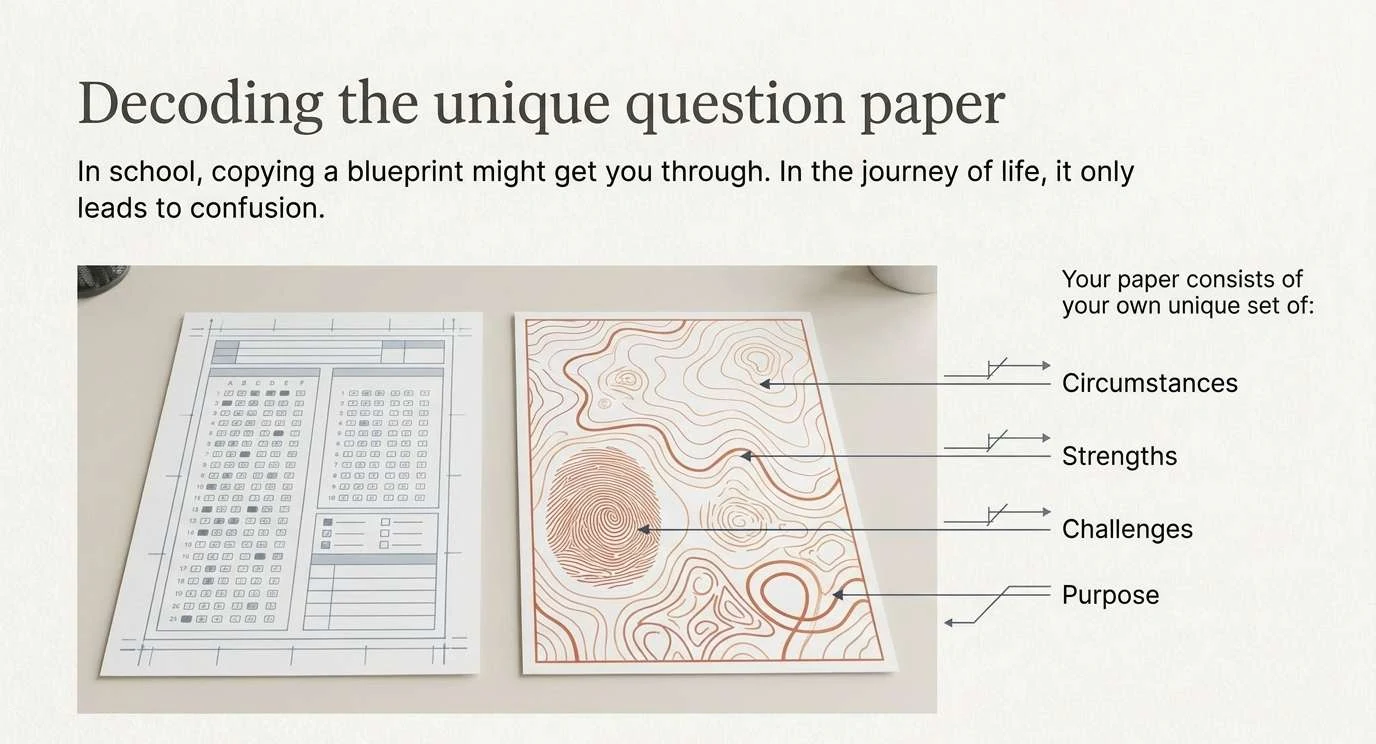 Decoding the unique question paper
In school, copying a blueprint might get you through. In the journey of life, it only
leads to confusion.
Your paper consists of
your own unique set of:
Circumstances
Strengths
Challenges
Purpose
A B C D E F